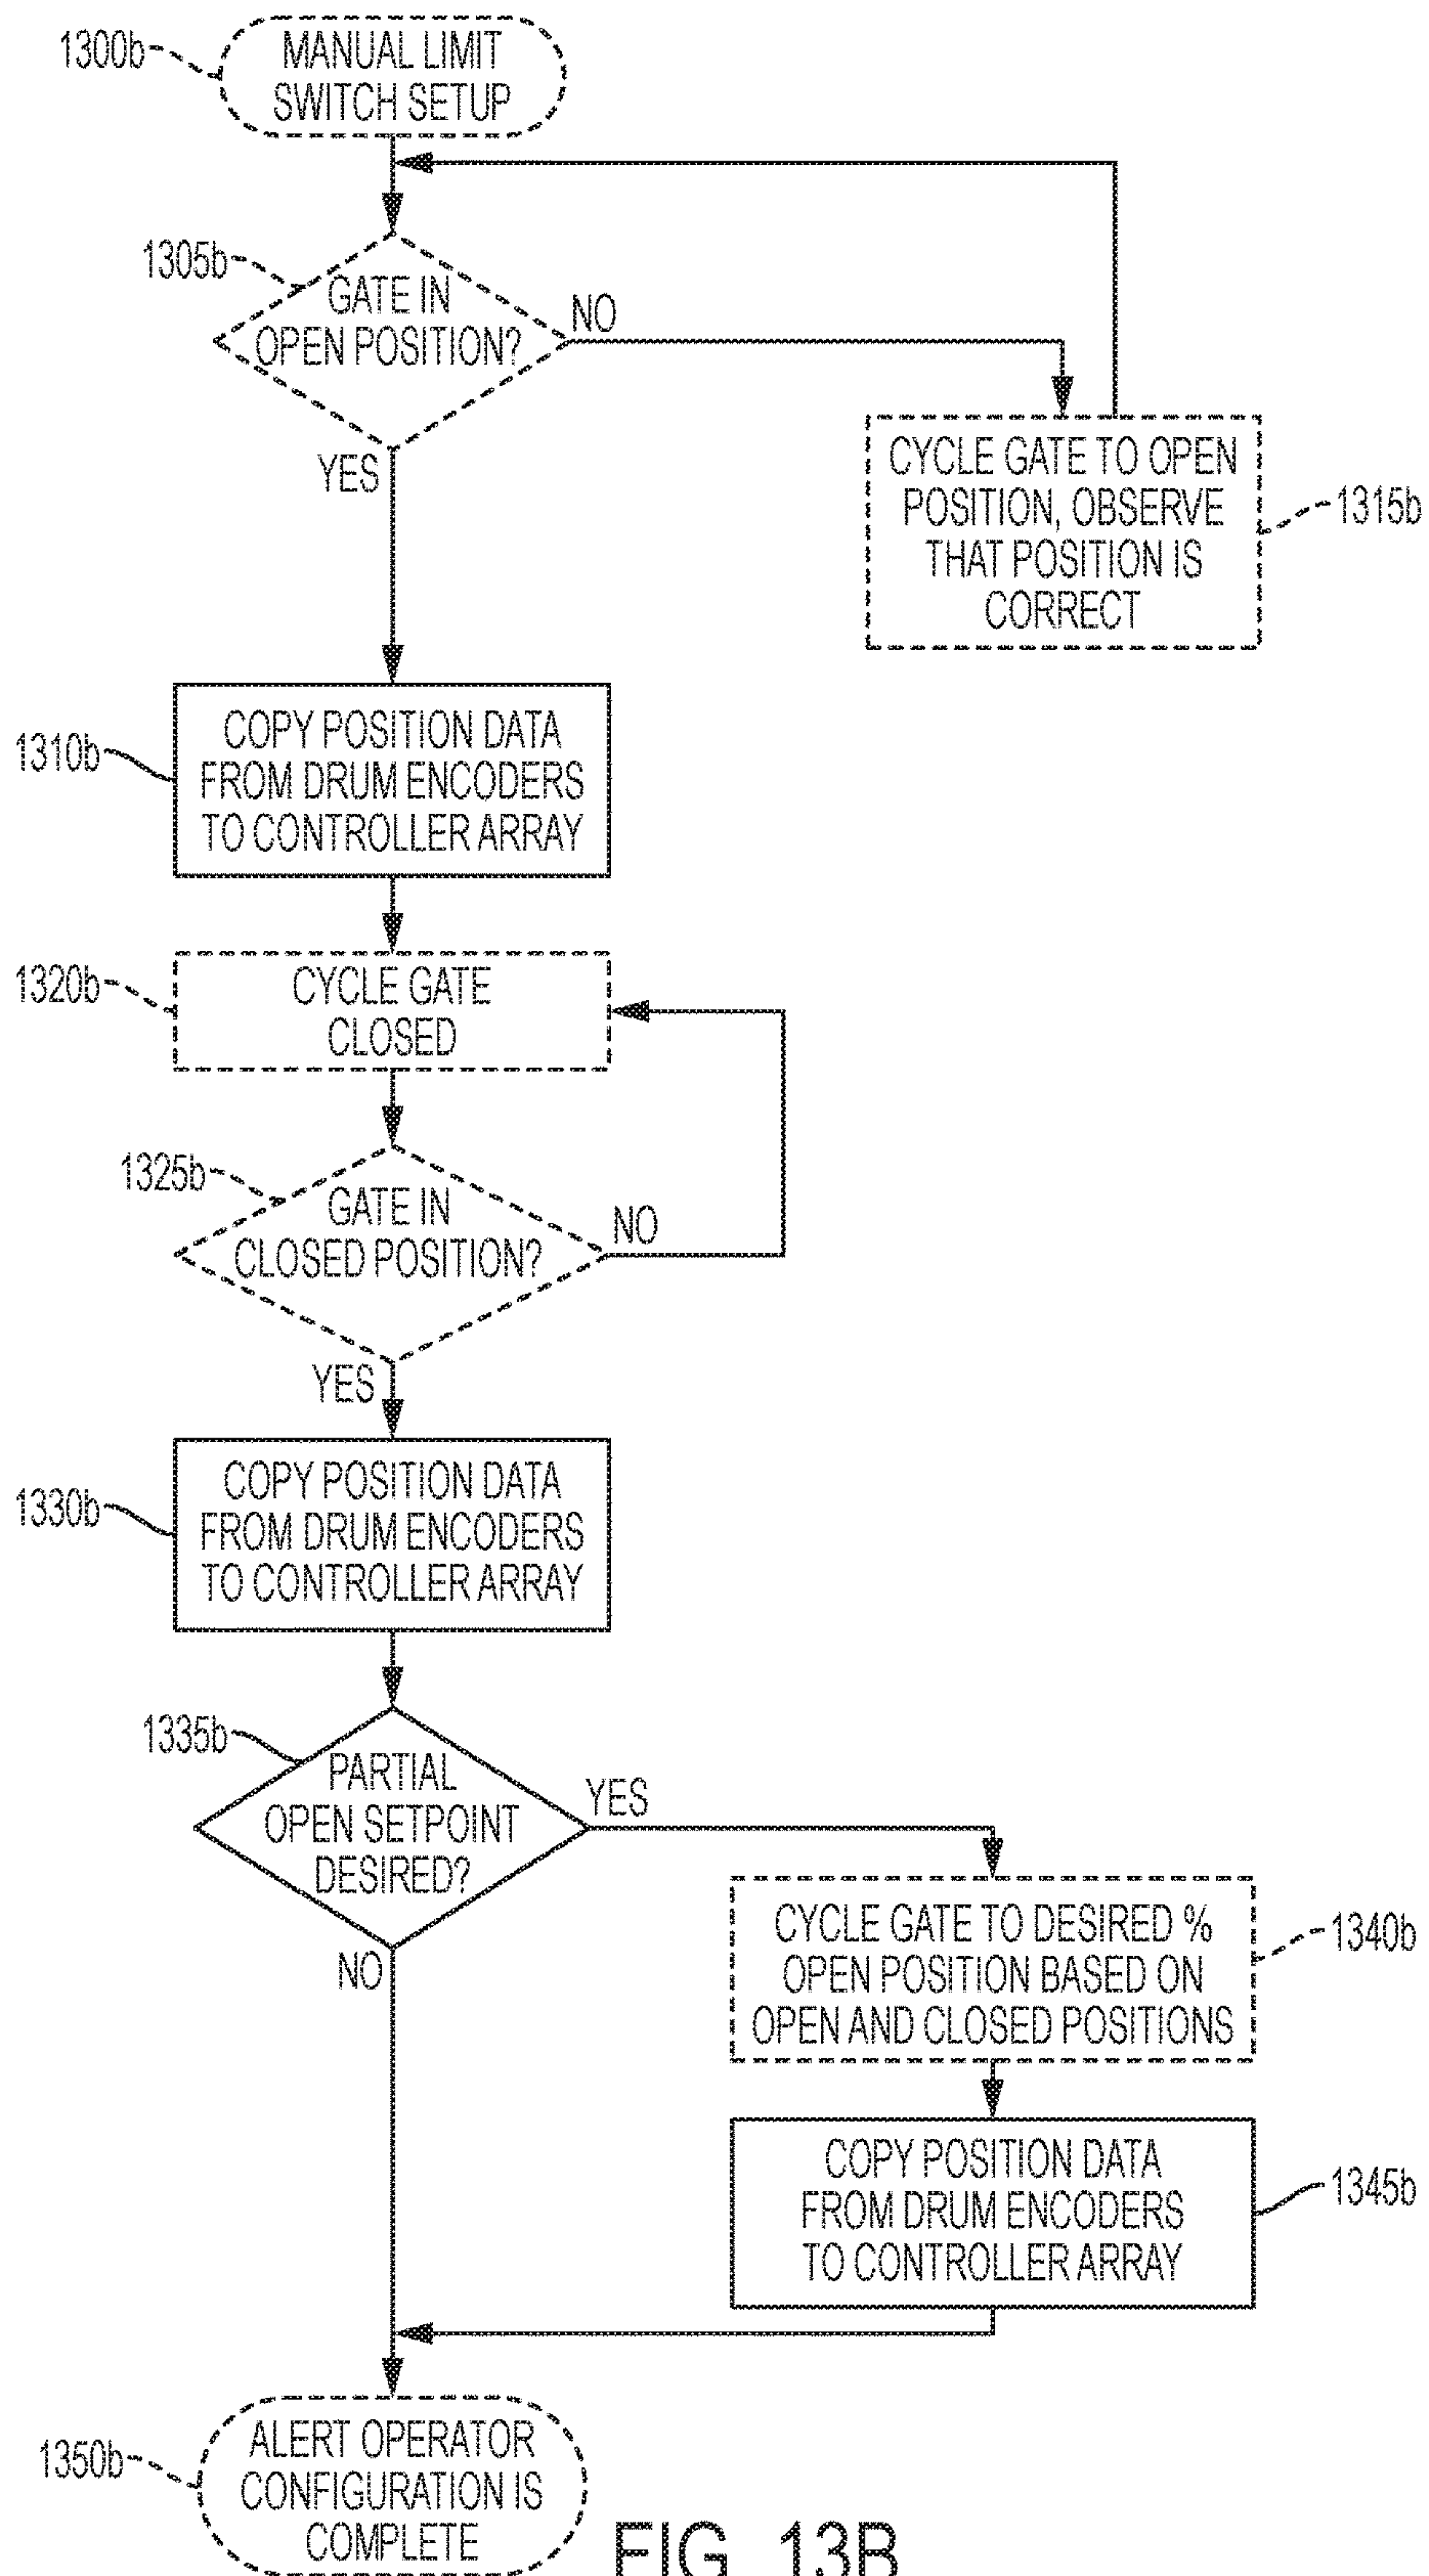 1300b
MANUAL LIMIT
SWITCH SETUP
1305b
GATE IN
OPEN POSITION?
NO
YES
CYCLE GATE TO OPEN
POSITION, OBSERVE
THAT POSITION IS
CORRECT
1315b
1310b
COPY POSITION DATA
FROM DRUM ENCODERS
TO CONTROLLER ARRAY
1320b
CYCLE GATE
CLOSED
1325b
GATE IN
CLOSED POSITION?
NO
YES
1330b
COPY POSITION DATA
FROM DRUM ENCODERS
TO CONTROLLER ARRAY
1335b
PARTIAL
OPEN SETPOINT
DESIRED?
YES
NO
CYCLE GATE TO DESIRED %
OPEN POSITION BASED ON
OPEN AND CLOSED POSITIONS
1340b
COPY POSITION DATA
FROM DRUM ENCODERS
TO CONTROLLER ARRAY
1345b
1350b
ALERT OPERATOR
CONFIGURATION IS
COMPLETE
FIG. 13B